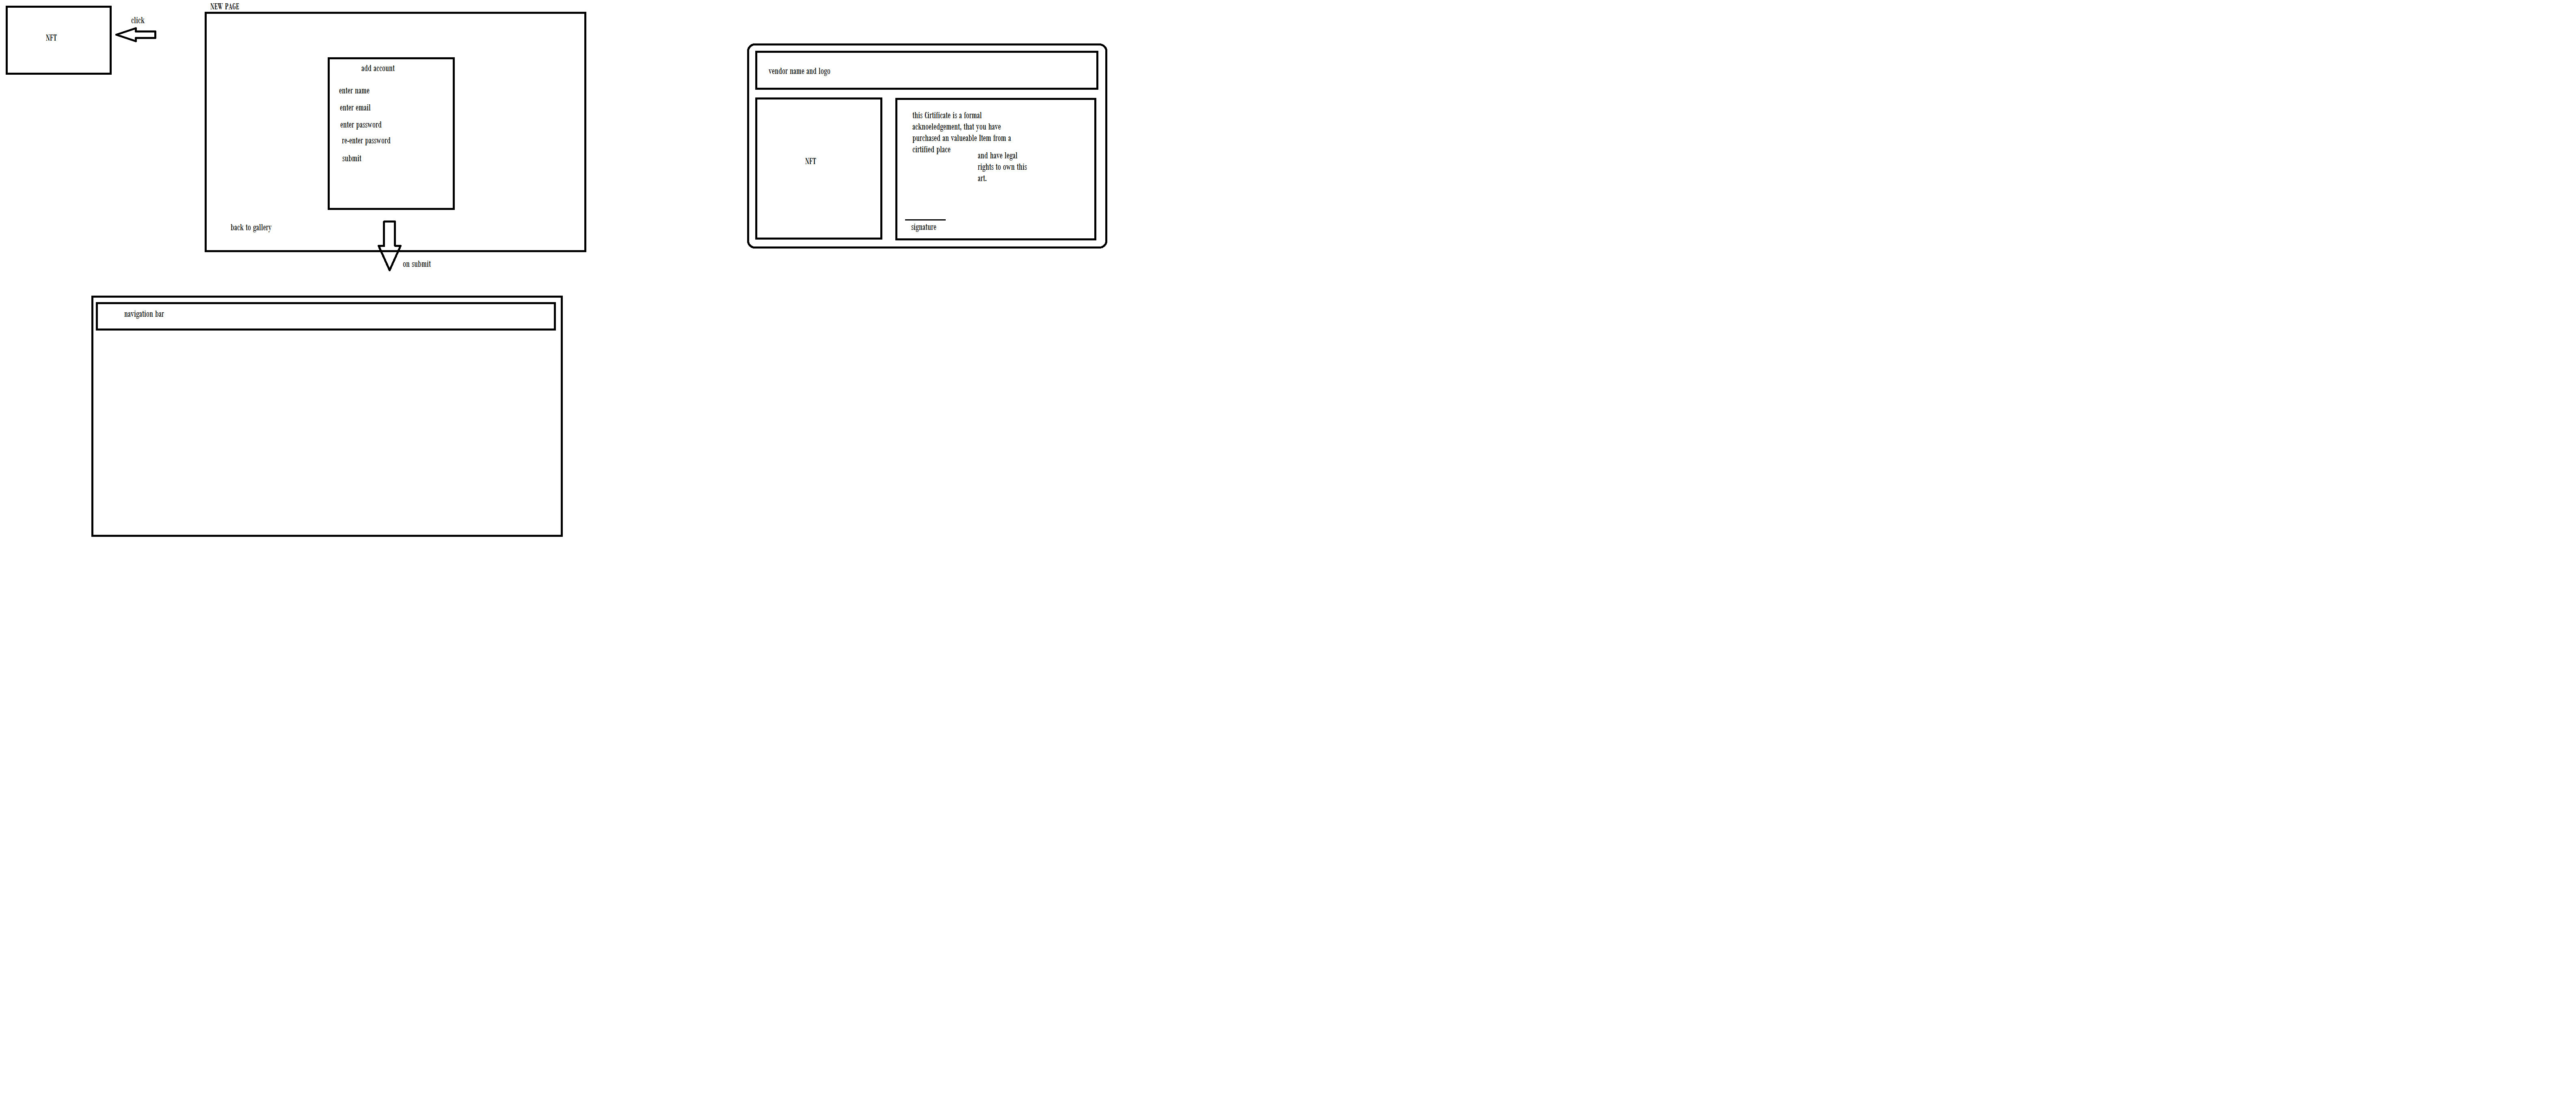 NEW PAGE
click
NFT
add account
enter name
enter email
enter password
re-enter password
submit
back to gallery
on submit
navigation bar
vendor name and logo
NFT
this Cirtificate is a formal
acknoeledgement, that you have
purchased an valueable Item from a
cirtified place
and have legal
rights to own this
art.
signature